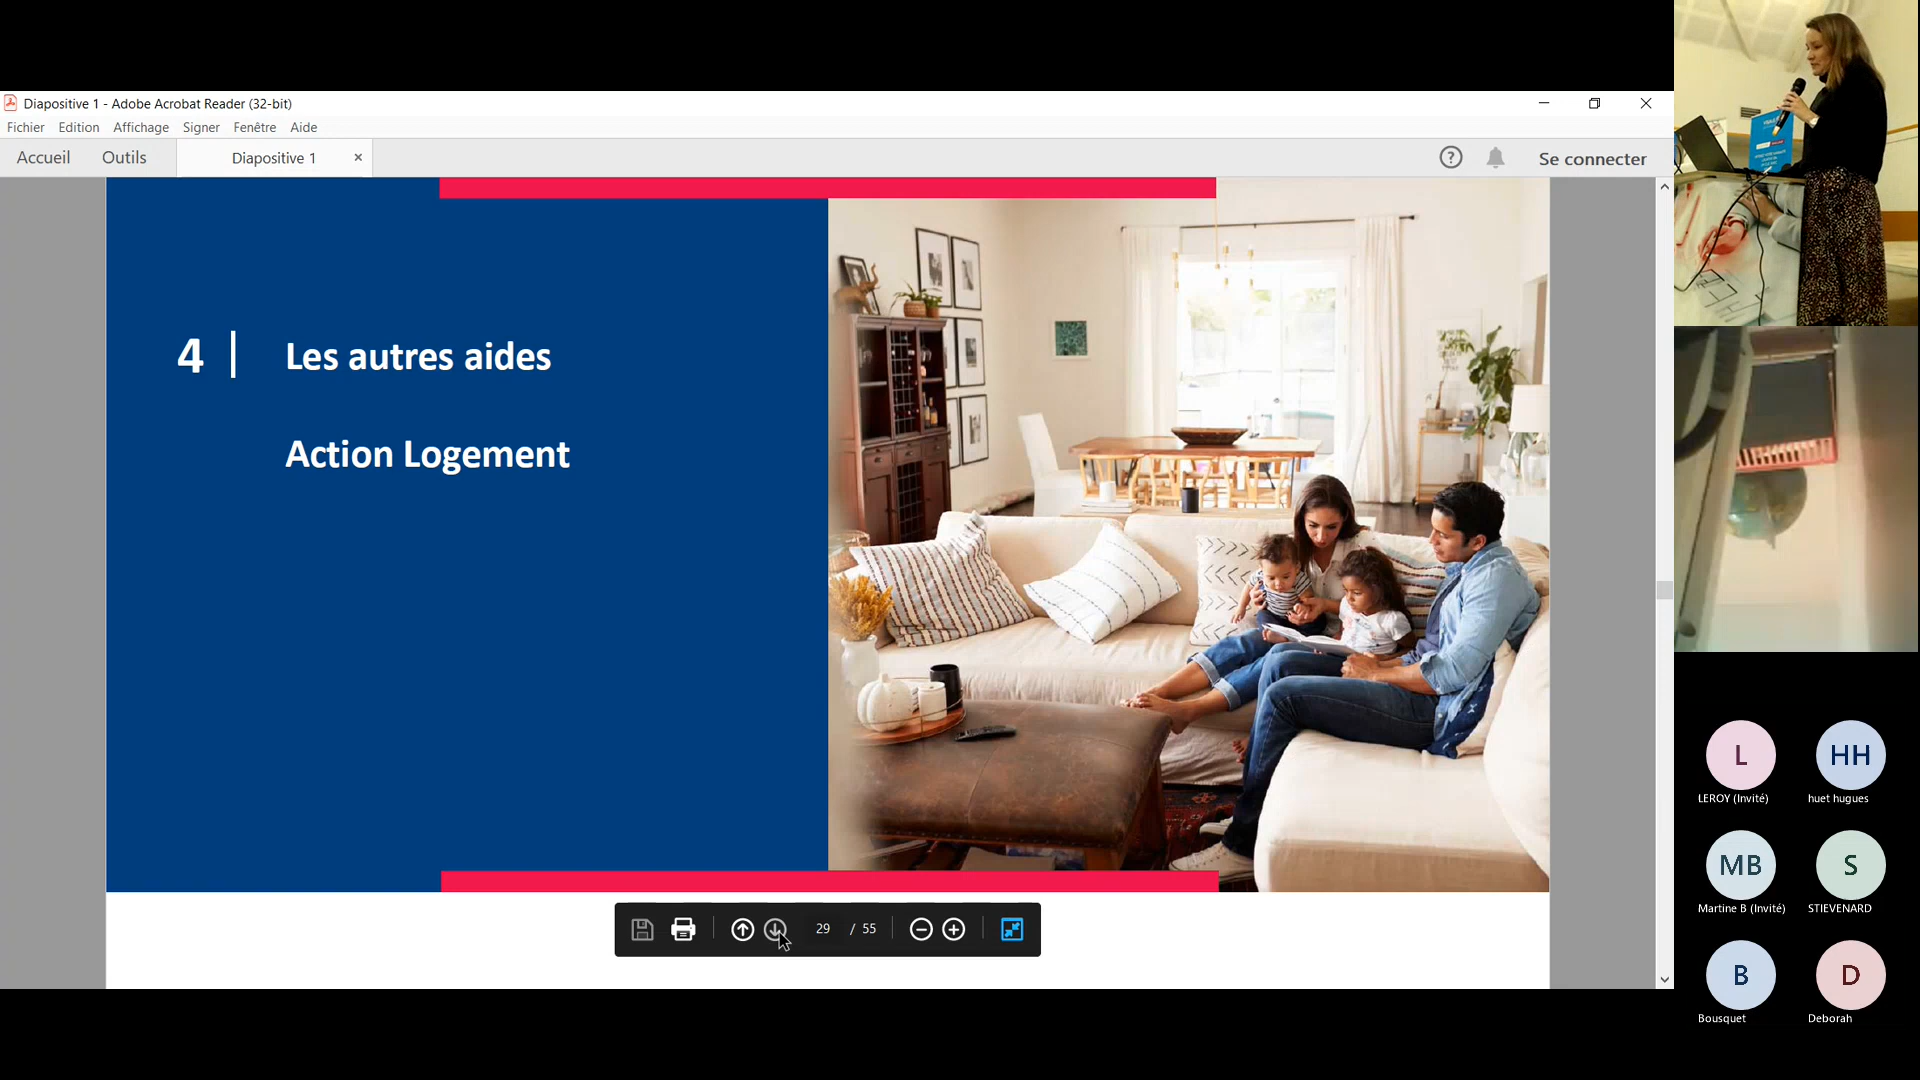 Diapositive 1 - Adobe Acrobat Reader (32-bit)
Fichier Edition Affichage Signer Fenêtre Aide
Accueil Outils Diapositive 1 × ? Se connecter
4 | Les autres aides
Action Logement
29 / 55
L HH
LEROY (Invité) huet hugues
MB S
Martine B (Invité) STIEVENARD
B D
Bousquet Deborah